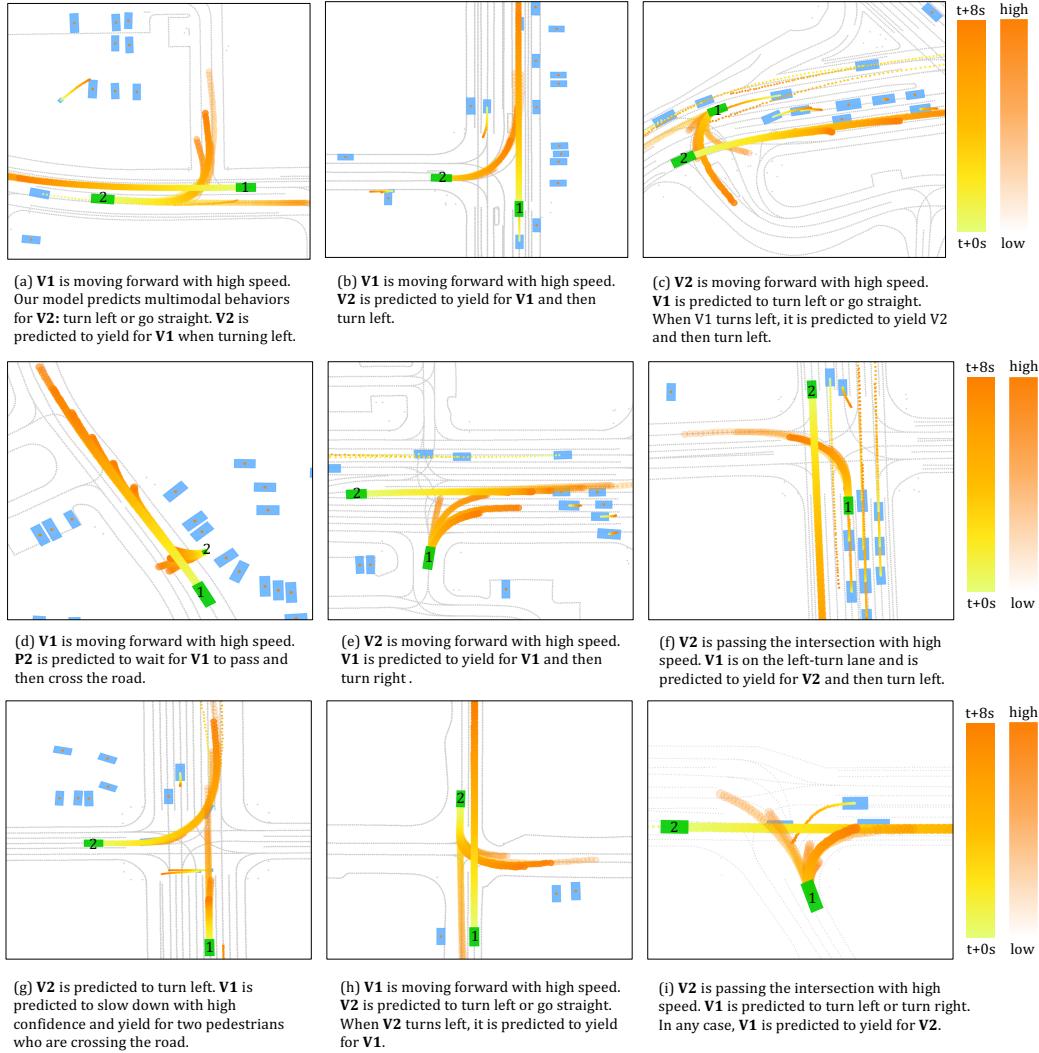 t+8s high
1
2
1
2
1
2
t+0s low
(a) V1 is moving forward with high speed.
Our model predicts multimodal behaviors
for V2: turn left or go straight. V2 is
predicted to yield for V1 when turning left.
(b) V1 is moving forward with high speed.
V2 is predicted to yield for V1 and then
turn left.
(c) V2 is moving forward with high speed.
V1 is predicted to turn left or go straight.
When V1 turns left, it is predicted to yield V2
and then turn left.
t+8s high
2
1
2
1
2
1
t+0s low
(d) V1 is moving forward with high speed.
P2 is predicted to wait for V1 to pass and
then cross the road.
(e) V2 is moving forward with high speed.
V1 is predicted to yield for V1 and then
turn right .
(f) V2 is passing the intersection with high
speed. V1 is on the left-turn lane and is
predicted to yield for V2 and then turn left.
t+8s high
2
1
2
1
2
1
t+0s low
(g) V2 is predicted to turn left. V1 is
predicted to slow down with high
confidence and yield for two pedestrians
who are crossing the road.
(h) V1 is moving forward with high speed.
V2 is predicted to turn left or go straight.
When V2 turns left, it is predicted to yield
for V1.
(i) V2 is passing the intersection with high
speed. V1 is predicted to turn left or turn right.
In any case, V1 is predicted to yield for V2.